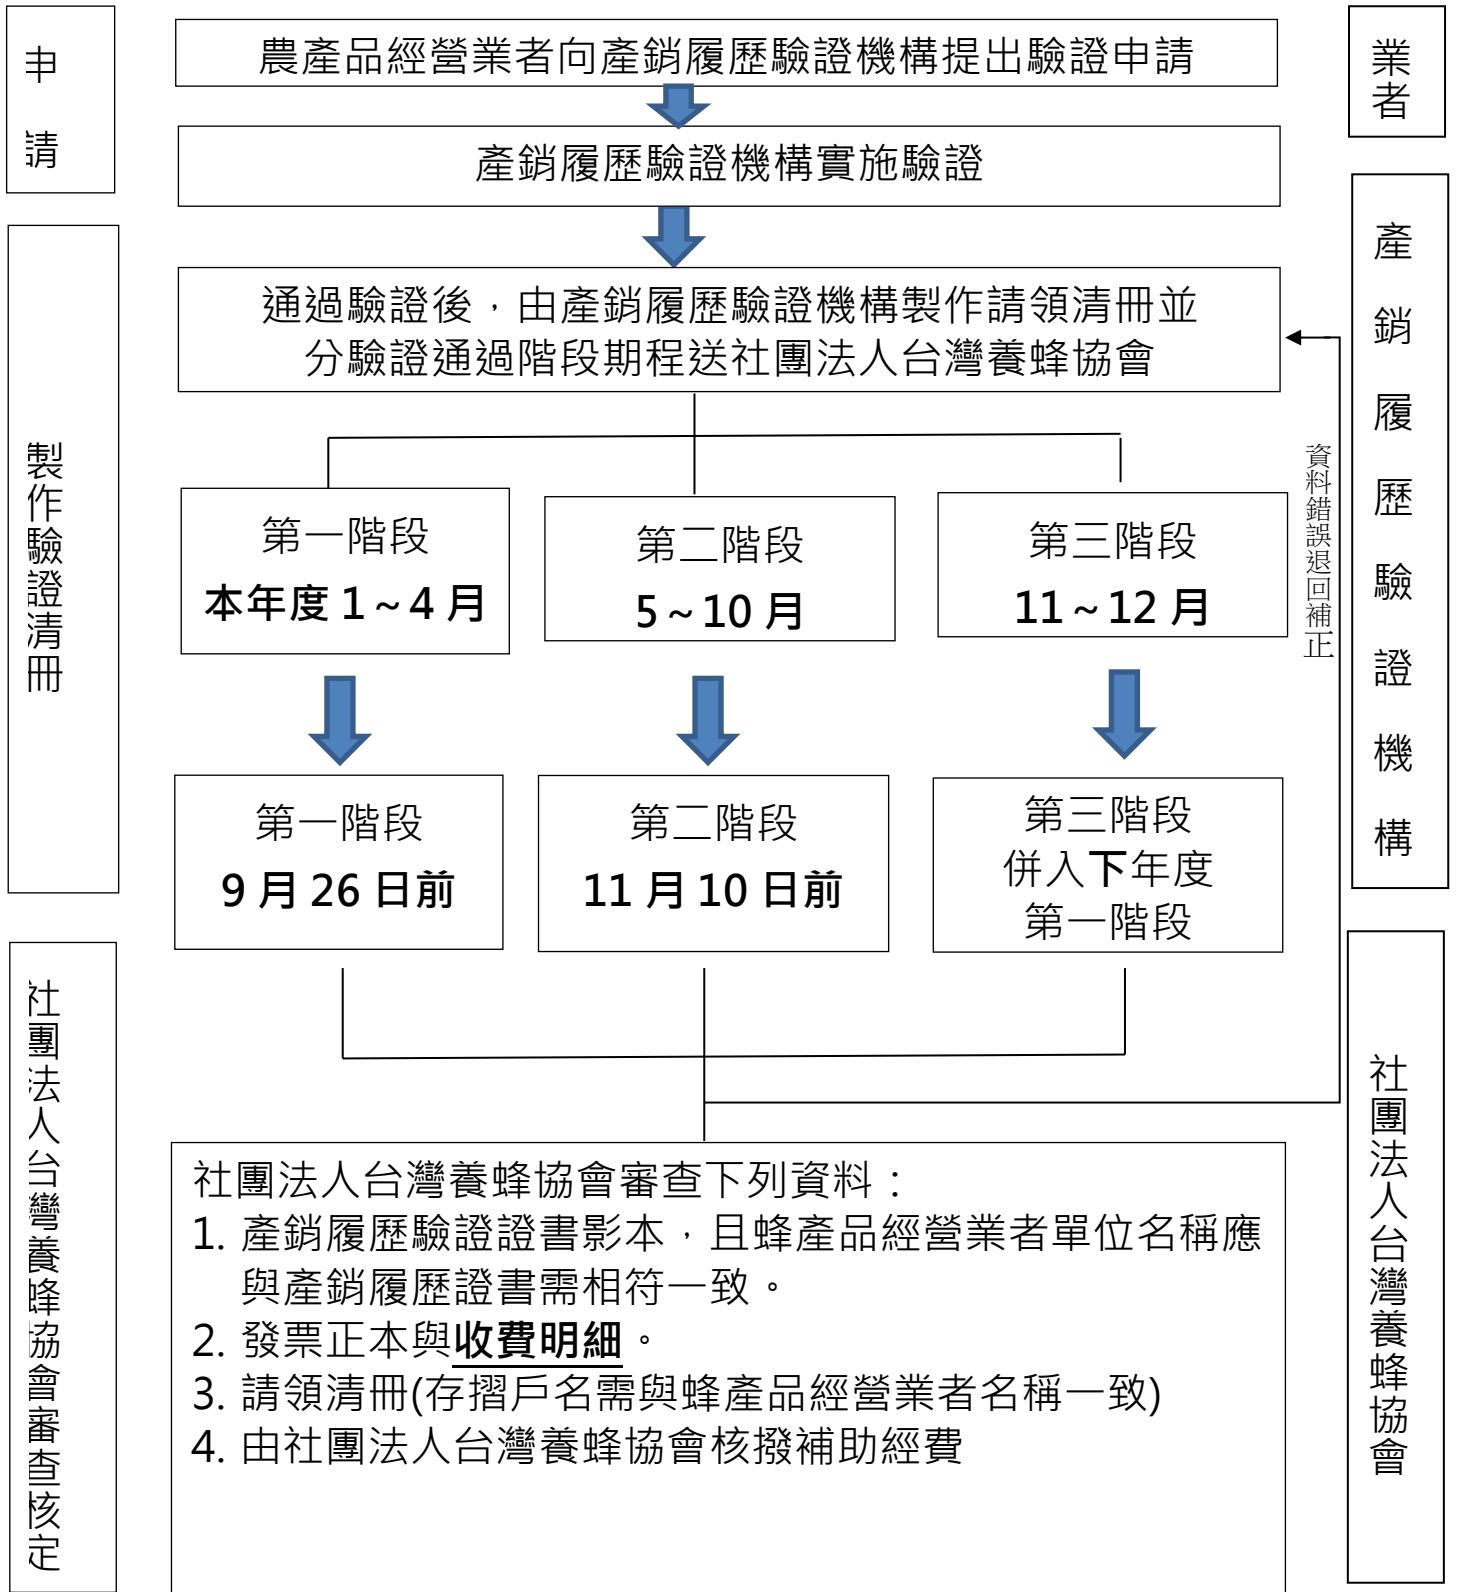 申請
農產品經營業者向產銷履歷驗證機構提出驗證申請
業者
產銷履歷驗證機構實施驗證
製作驗證清冊
通過驗證後，由產銷履歷驗證機構製作請領清冊並
分驗證通過階段期程送社團法人台灣養蜂協會
產銷履歷驗證機構
資料錯誤退回補正
第一階段
本年度 1~4 月
第二階段
5~10 月
第三階段
11~12 月
第一階段
9 月 26 日前
第二階段
11 月 10 日前
第三階段
併入下年度
第一階段
社團法人台灣養蜂協會審查核定
社團法人台灣養蜂協會審查下列資料：
1. 產銷履歷驗證證書影本，且蜂產品經營業者單位名稱應
與產銷履歷證書需相符一致。
2. 發票正本與收費明細。
3. 請領清冊(存摺戶名需與蜂產品經營業者名稱一致)
4. 由社團法人台灣養蜂協會核撥補助經費
社團法人台灣養蜂協會